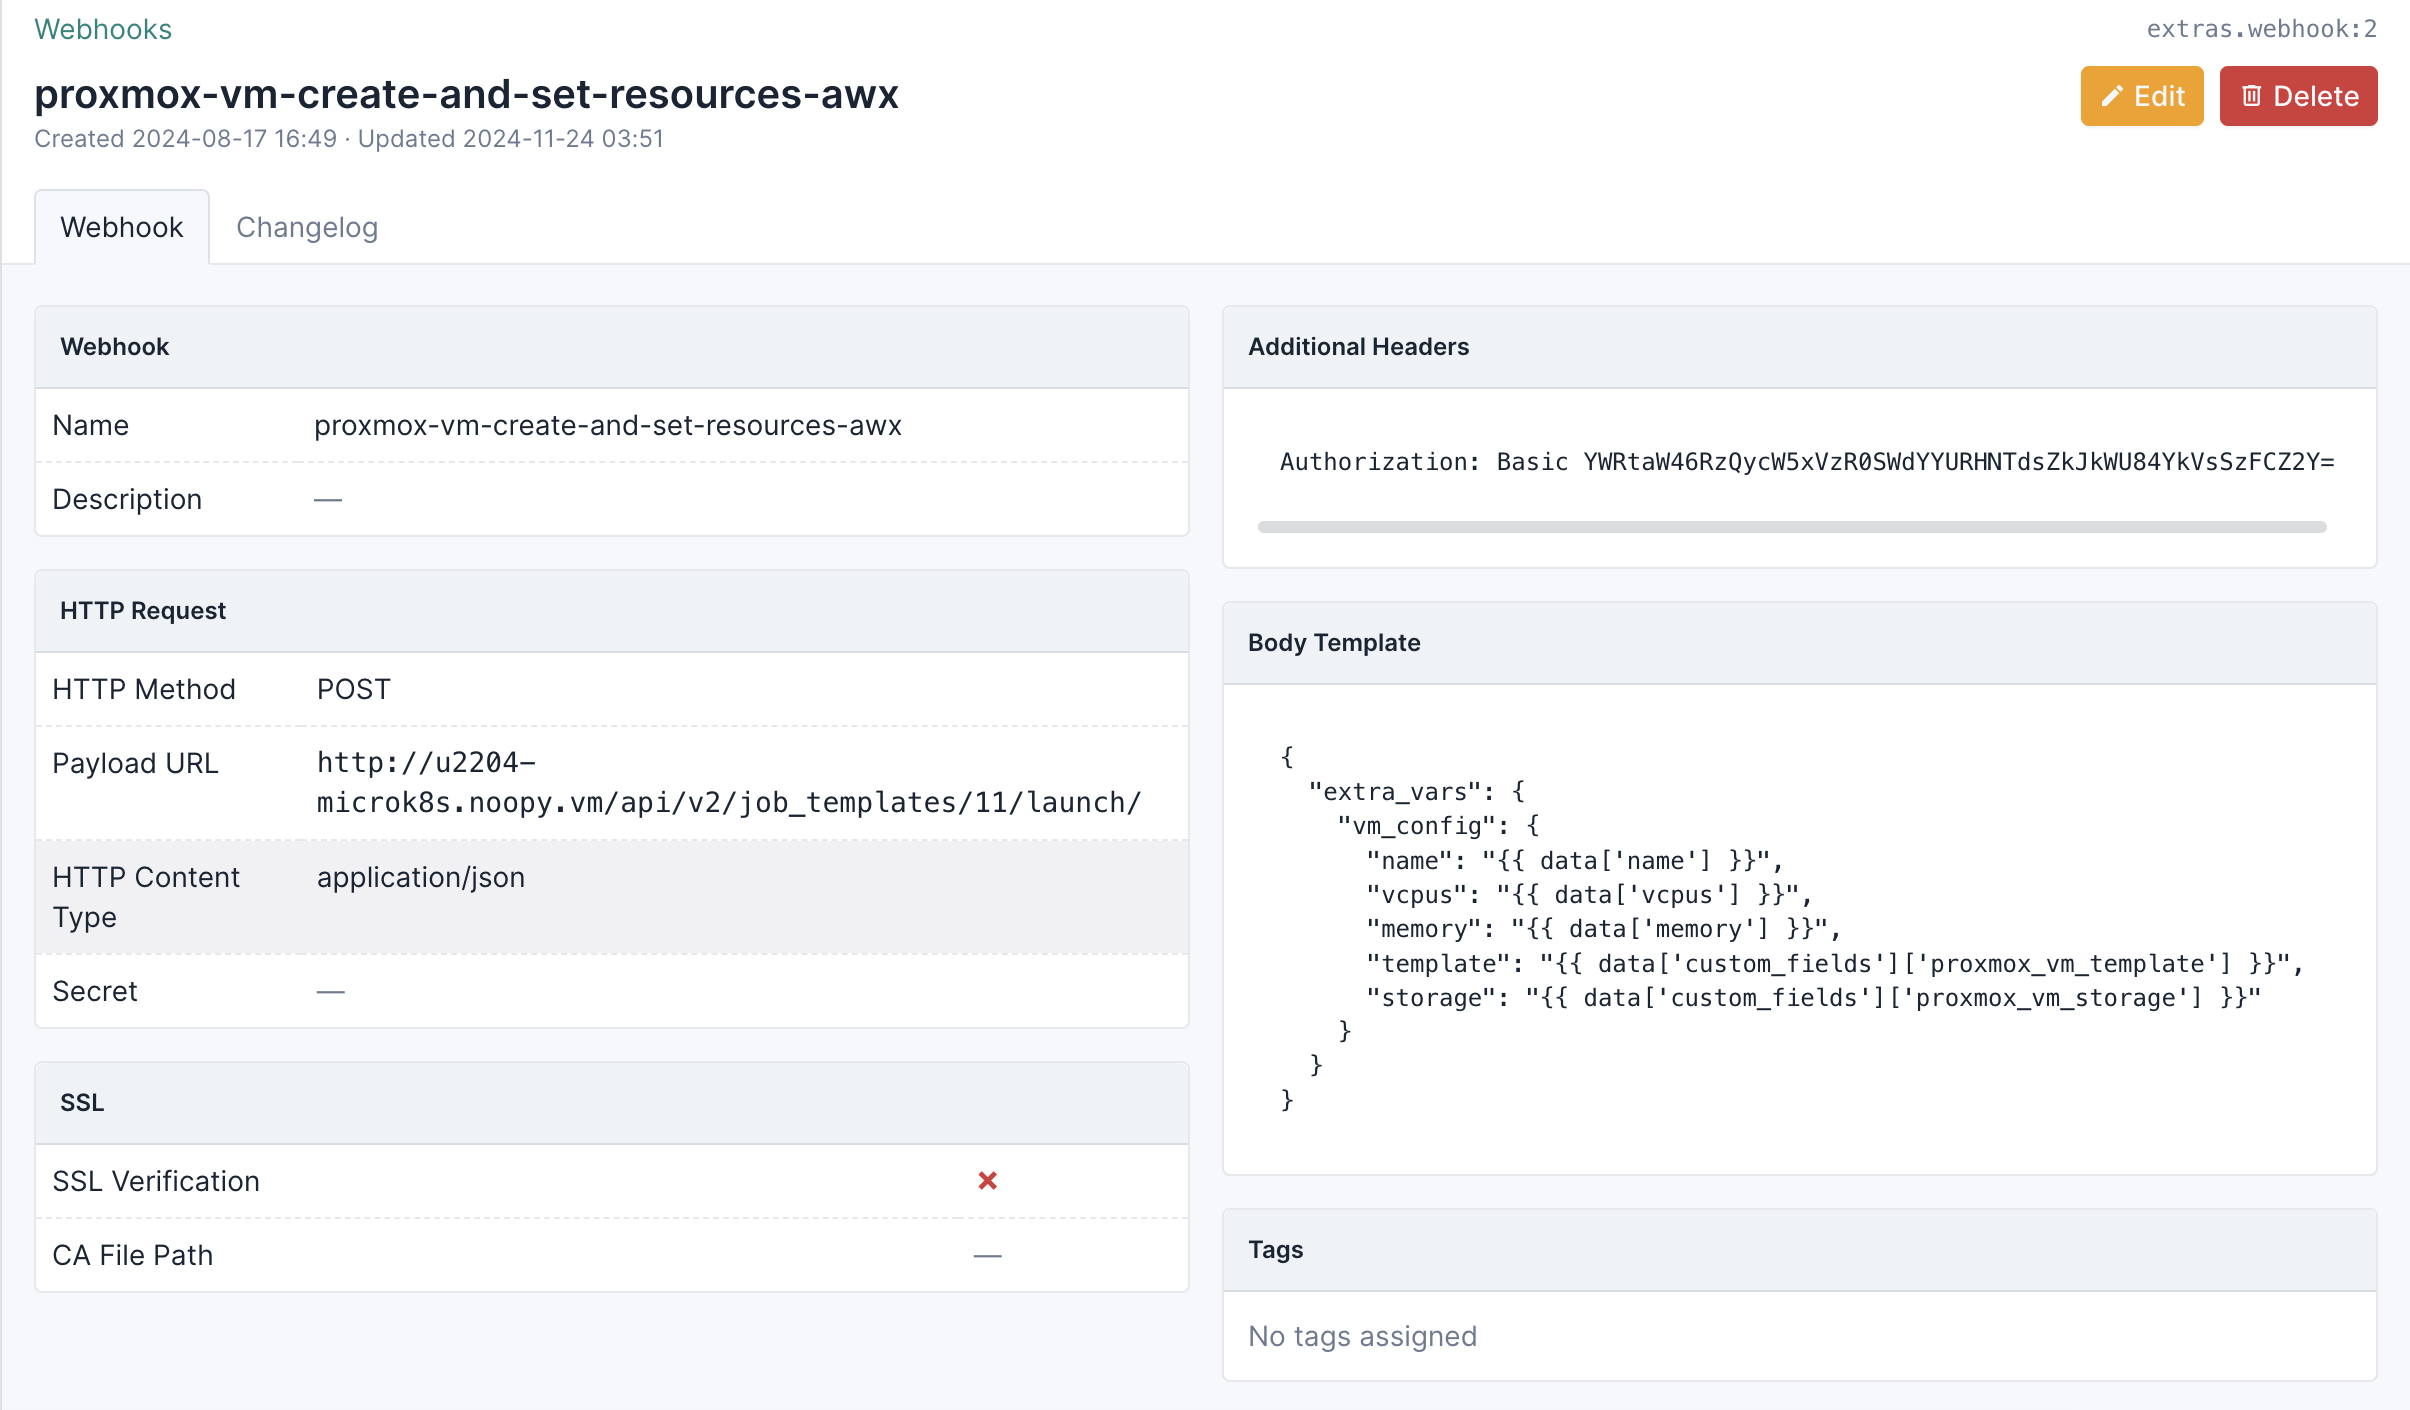 Webhooks
extras.webhook:2
proxmox-vm-create-and-set-resources-awx
Edit
Delete
Created 2024-08-17 16:49 · Updated 2024-11-24 03:51
Webhook
Changelog
Webhook
Name
proxmox-vm-create-and-set-resources-awx
Description
—
HTTP Request
HTTP Method
POST
Payload URL
http://u2204-
microk8s.noopy.vm/api/v2/job_templates/11/launch/
HTTP Content
Type
application/json
Secret
—
SSL
SSL Verification
CA File Path
—
Additional Headers
Authorization: Basic YWRtaW46RzQycW5xVzR0SWdYYURHNTdsZkJkWU84YkVsSzFCZ2Y=
Body Template
{
  "extra_vars": {
    "vm_config": {
      "name": "{{ data['name'] }}",
      "vcpus": "{{ data['vcpus'] }}",
      "memory": "{{ data['memory'] }}",
      "template": "{{ data['custom_fields']['proxmox_vm_template'] }}",
      "storage": "{{ data['custom_fields']['proxmox_vm_storage'] }}"
    }
  }
}
Tags
No tags assigned